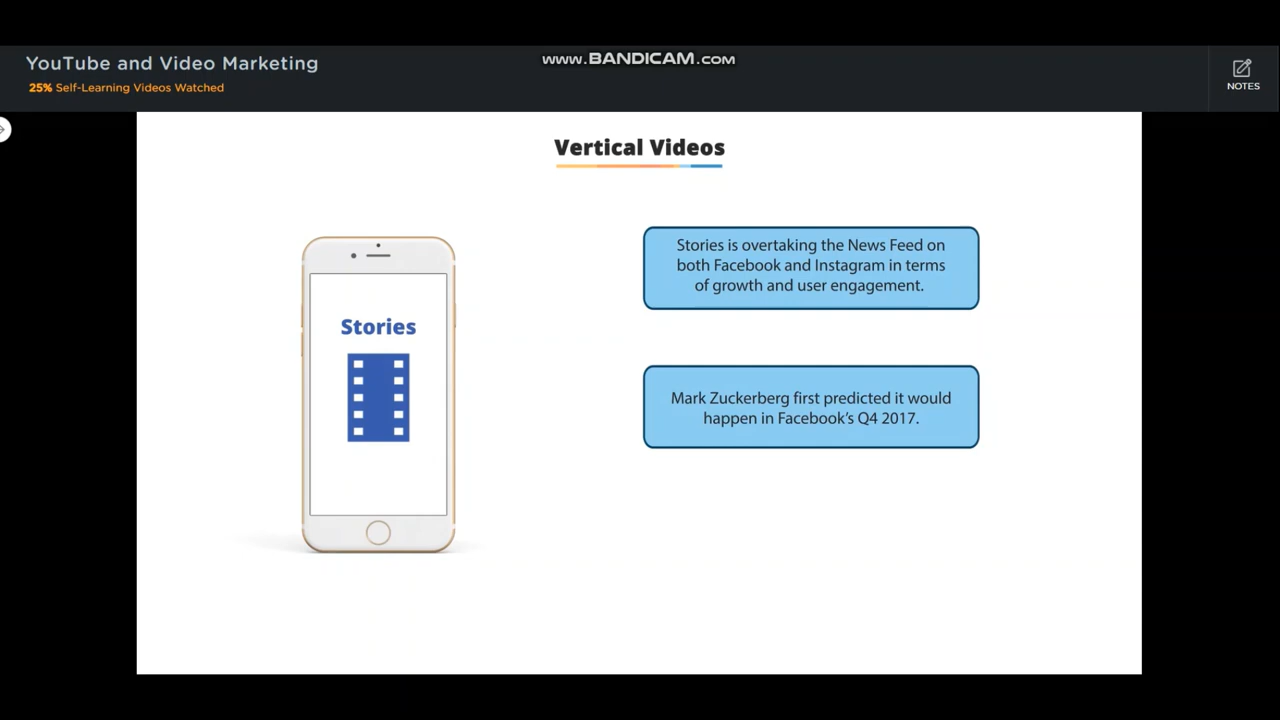 www.BANDICAM.com
YouTube and Video Marketing
25% Self-Learning Videos Watched
NOTES
Vertical Videos
Stories
Stories is overtaking the News Feed on
both Facebook and Instagram in terms
of growth and user engagement.
Mark Zuckerberg first predicted it would
happen in Facebook’s Q4 2017.